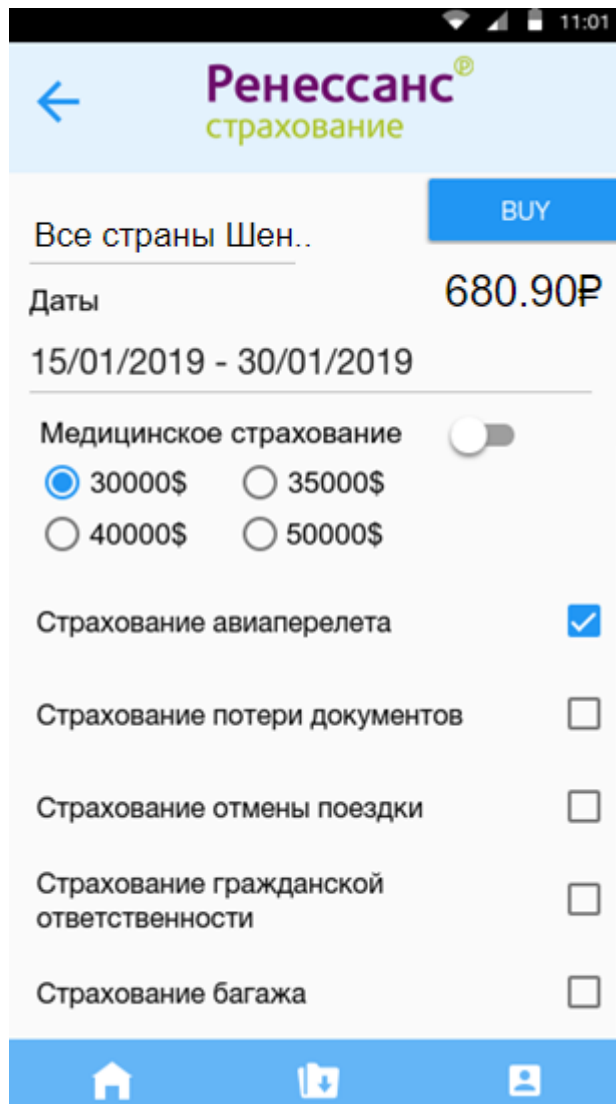 11:01
Ренессанс®
страхование
BUY
Все страны Шен..
680.90₽
Даты
15/01/2019 - 30/01/2019
Медицинское страхование
30000$ 35000$
40000$ 50000$
Страхование авиаперелета
Страхование потери документов
Страхование отмены поездки
Страхование гражданской
ответственности
Страхование багажа